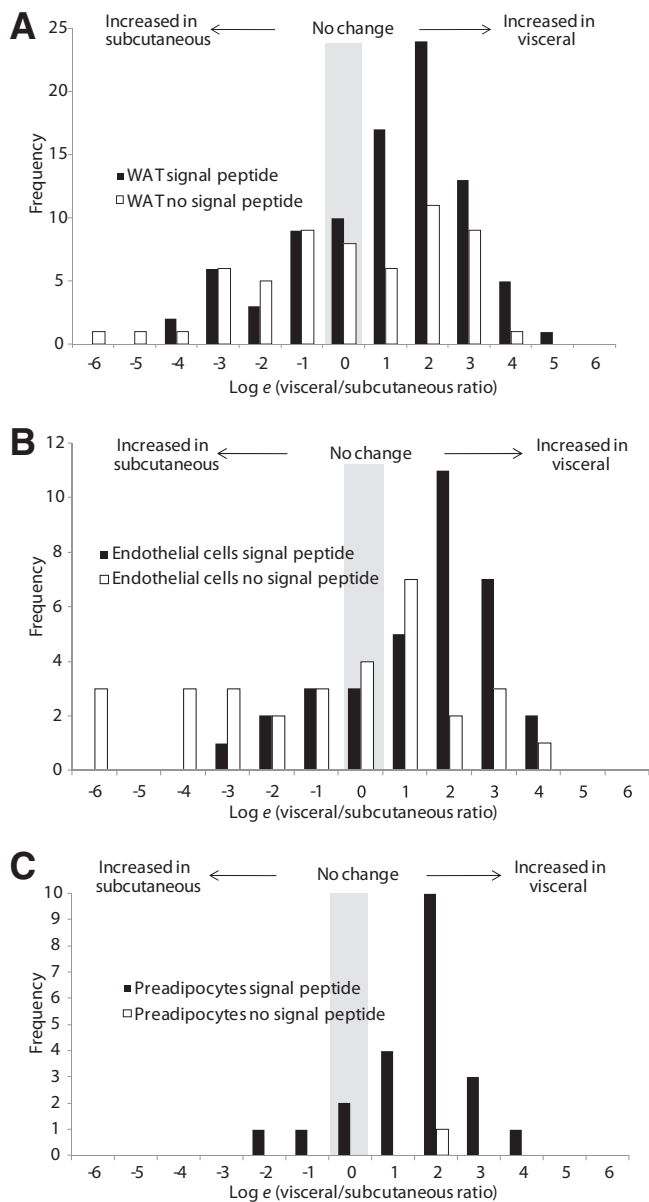 A
Increased in
subcutaneous
No change
Increased in
visceral
25
20
15
10
5
0
Frequency
WAT signal peptide
WAT no signal peptide
-6 -5 -4 -3 -2 -1 0 1 2 3 4 5 6
Log e (visceral/subcutaneous ratio)
B
Increased in
subcutaneous
No change
Increased in
visceral
12
10
8
6
4
2
0
Frequency
Endothelial cells signal peptide
Endothelial cells no signal peptide
-6 -5 -4 -3 -2 -1 0 1 2 3 4 5 6
Log e (visceral/subcutaneous ratio)
C
Increased in
subcutaneous
No change
Increased in
visceral
10
9
8
7
6
5
4
3
2
1
0
Frequency
Preadipocytes signal peptide
Preadipocytes no signal peptide
-6 -5 -4 -3 -2 -1 0 1 2 3 4 5 6
Log e (visceral/subcutaneous ratio)